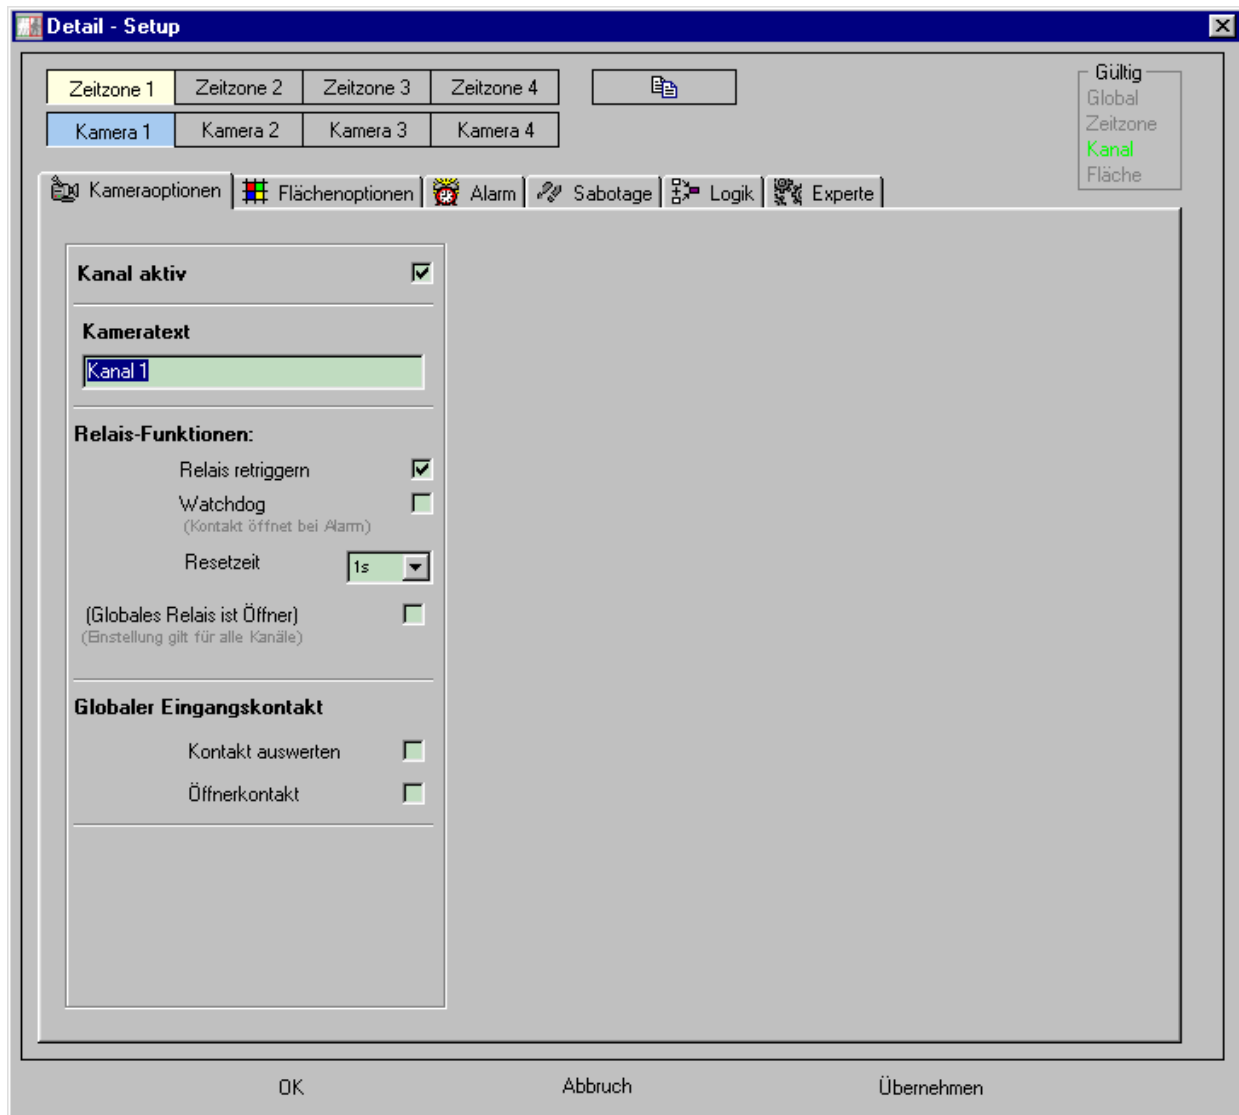 Detail - Setup
Zeitzone 1 Zeitzone 2 Zeitzone 3 Zeitzone 4
Kamera 1 Kamera 2 Kamera 3 Kamera 4
Gültig
Global
Zeitzone
Kanal
Fläche
Kameraoptionen Flächenoptionen Alarm Sabotage Logik Experte
Kanal aktiv
Kameratext
Kanal 1
Relais-Funktionen:
Relais retriggern
Watchdog
(Kontakt öffnet bei Alarm)
Resetzeit 1s
(Globales Relais ist Öffner)
(Einstellung gilt für alle Kanäle)
Globaler Eingangskontakt
Kontakt auswerten
Öffnerkontakt
OK Abbruch Übernehmen